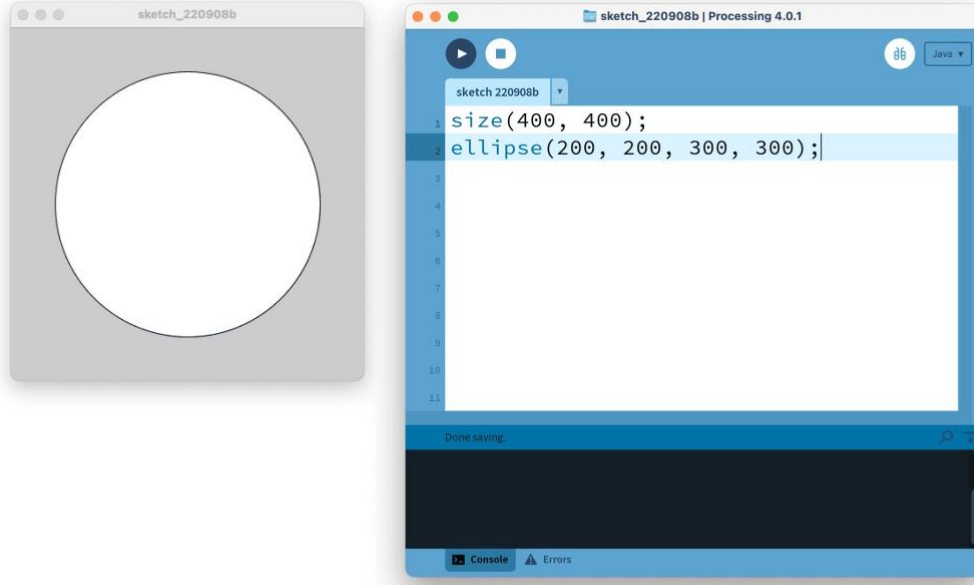 sketch_220908b
sketch_220908b | Processing 4.0.1
Java ▾
sketch 220908b ▾
1 size(400, 400);
2 ellipse(200, 200, 300, 300);
3
4
5
6
7
8
9
10
11
Done saving.
Console Errors